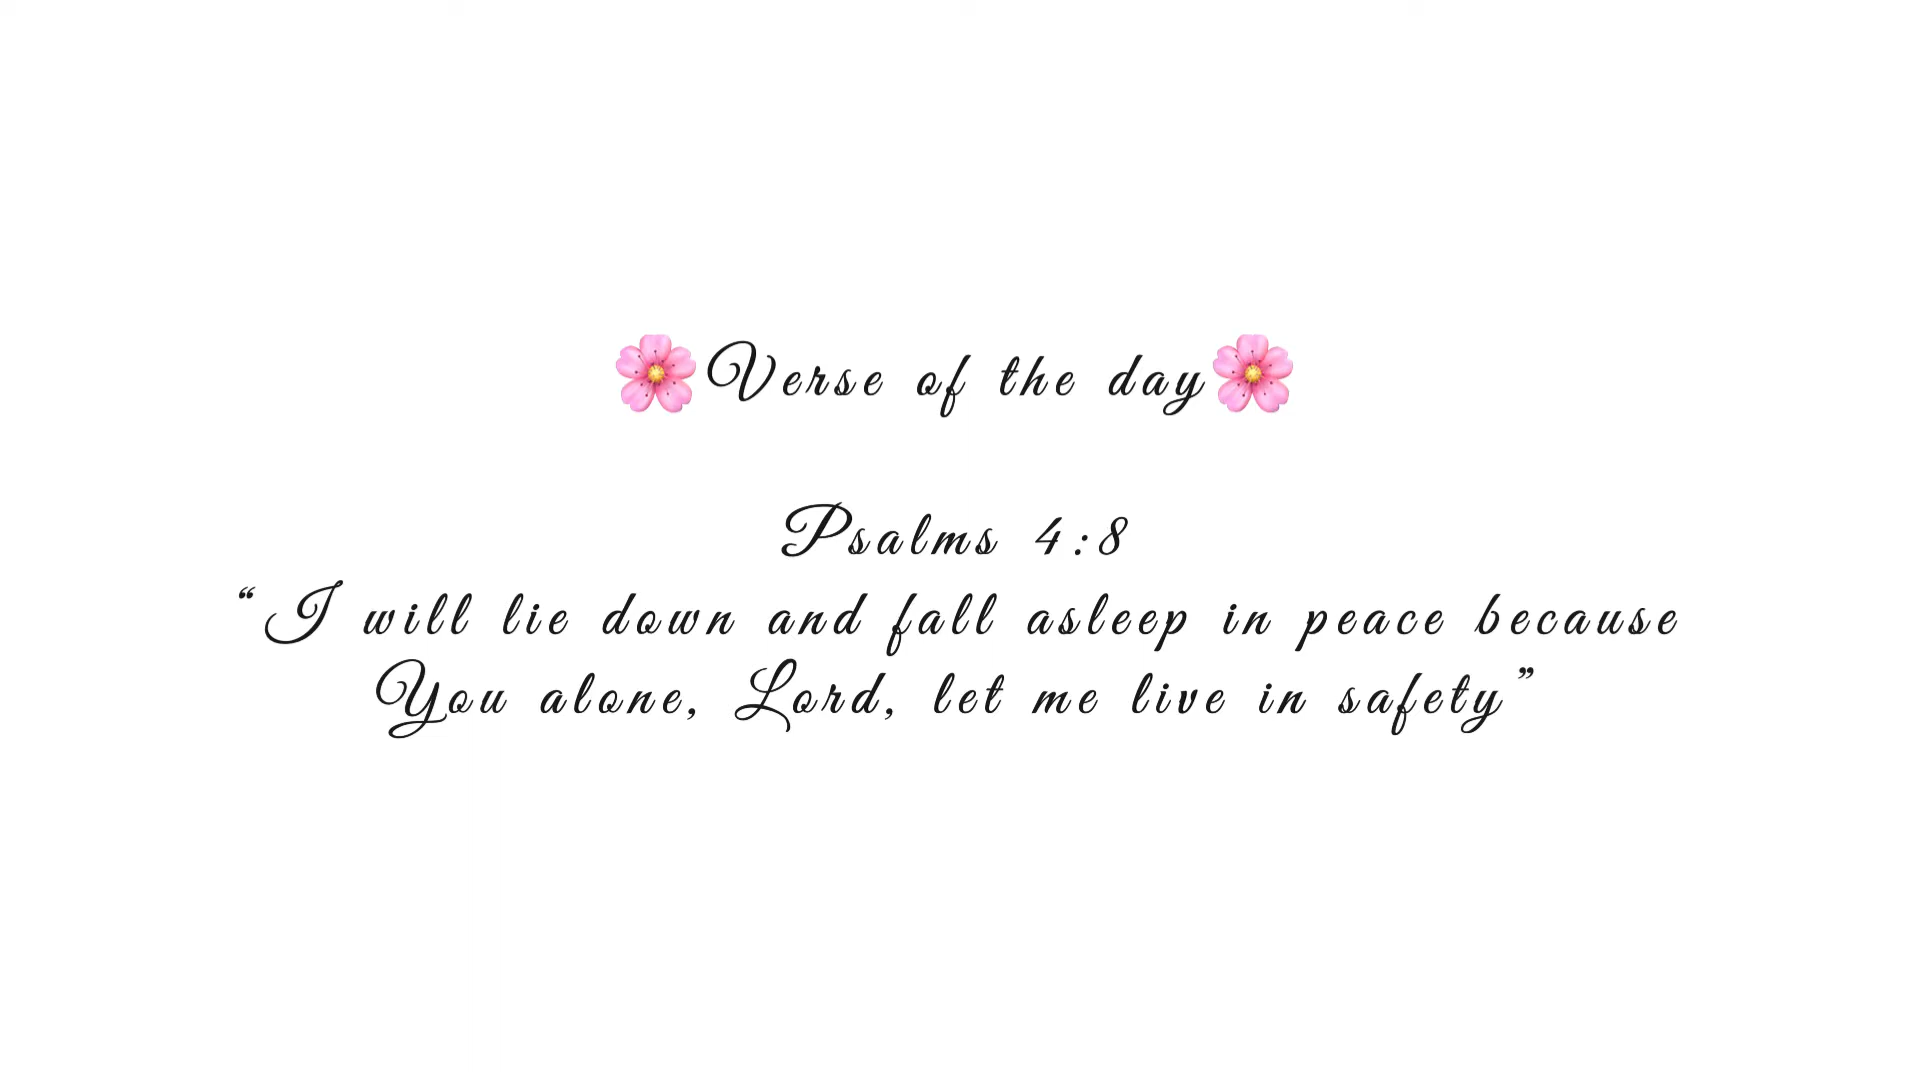 🌸Verse of the day🌸
Psalms 4:8
“I will lie down and fall asleep in peace because
You alone, Lord, let me live in safety”